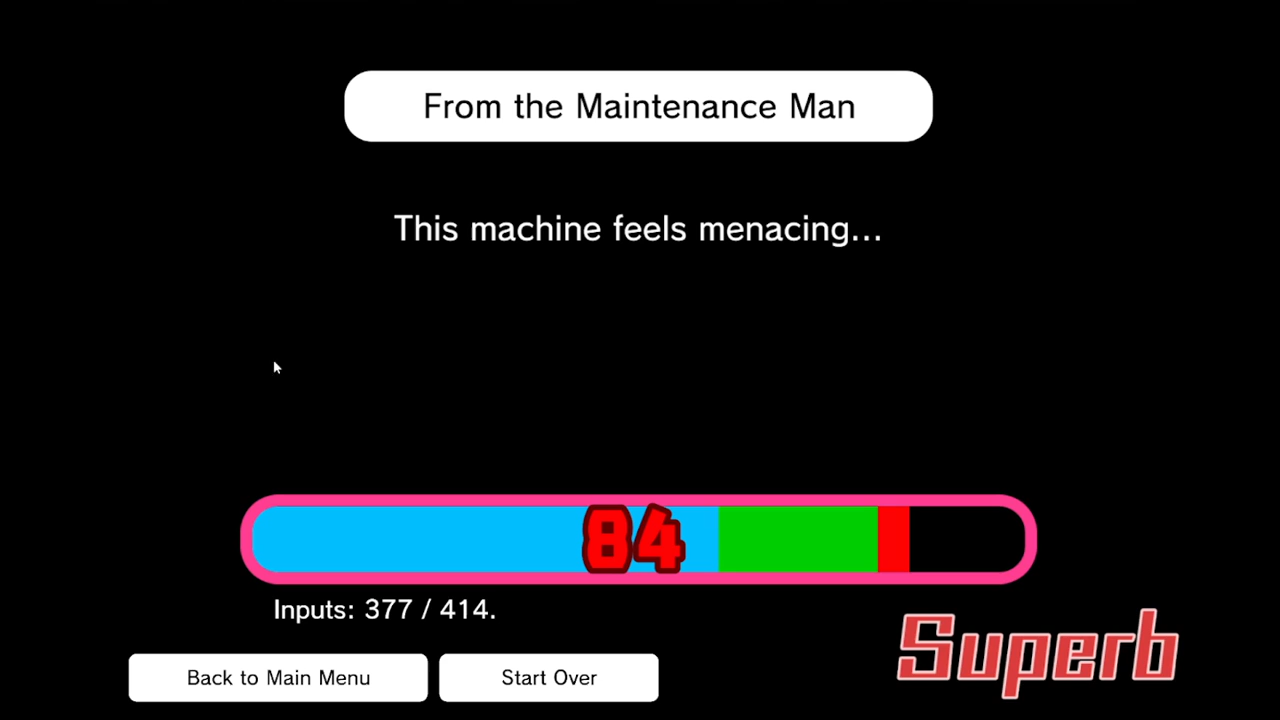 From the Maintenance Man
This machine feels menacing...
84
Inputs: 377 / 414.
Superb
Back to Main Menu
Start Over